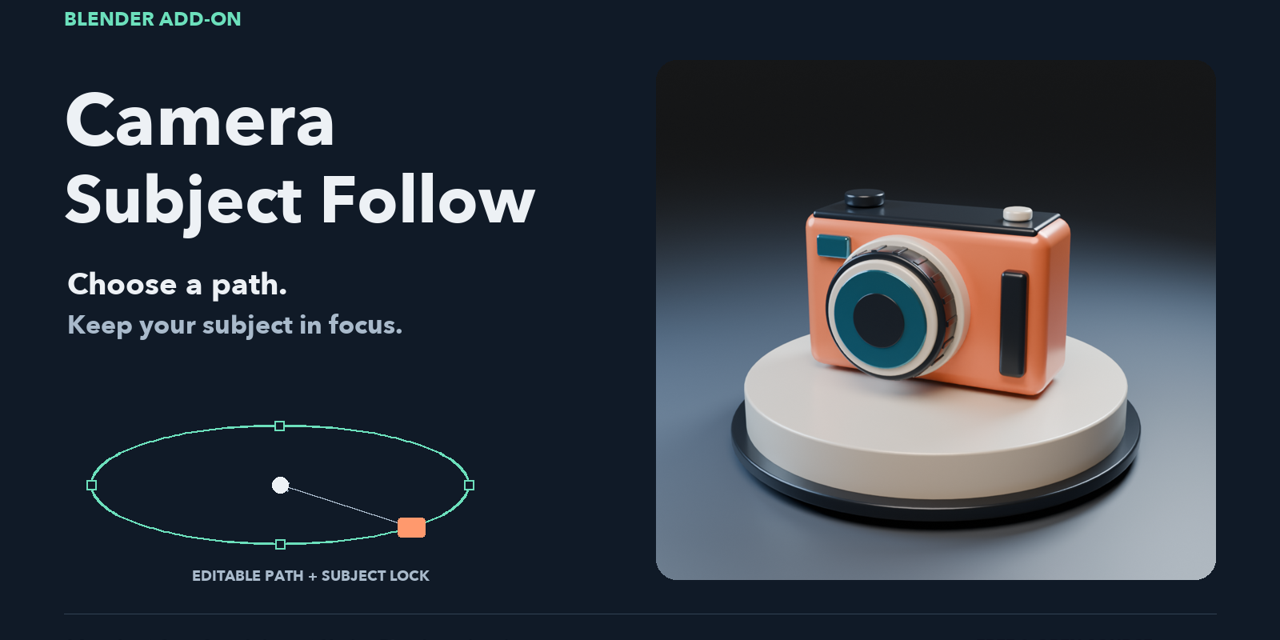 BLENDER ADD-ON
Camera
Subject Follow
Choose a path.
Keep your subject in focus.
EDITABLE PATH + SUBJECT LOCK